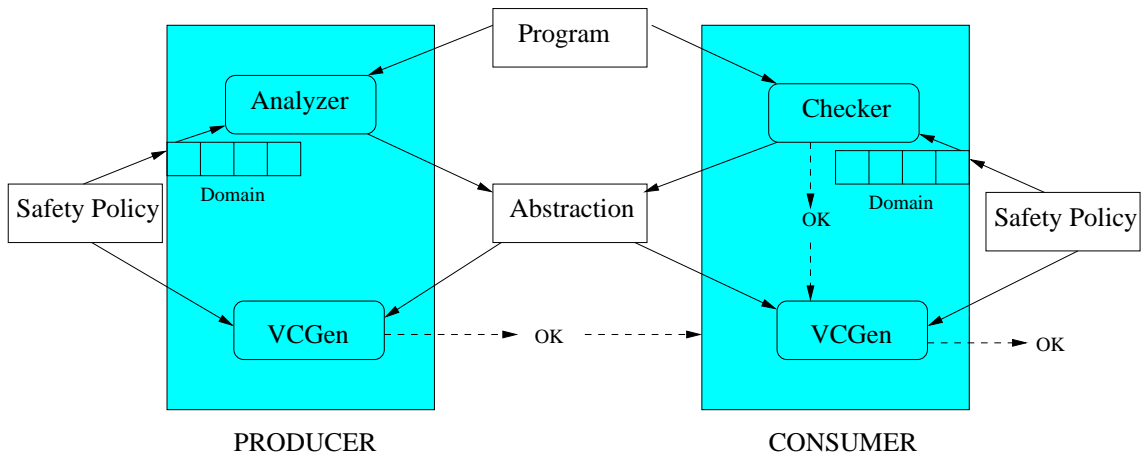 Program
Analyzer
Checker
Domain
Domain
Safety Policy
Abstraction
OK
Safety Policy
VCGen
OK
VCGen
OK
PRODUCER
CONSUMER